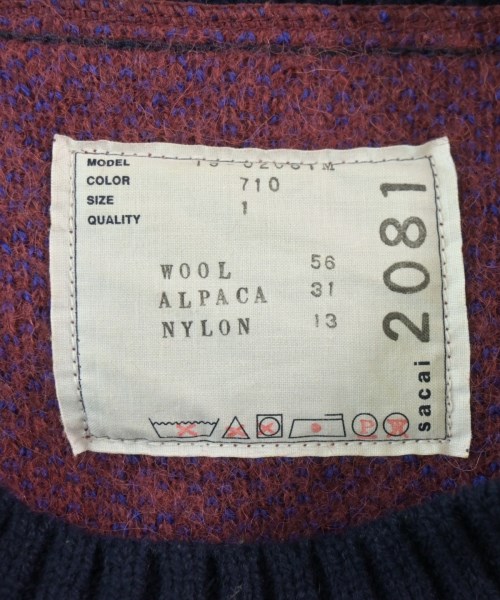 MODEL
COLOR 710
SIZE 1
QUALITY
WOOL 56
ALPACA 31
NYLON 13
P W
sacai 2081